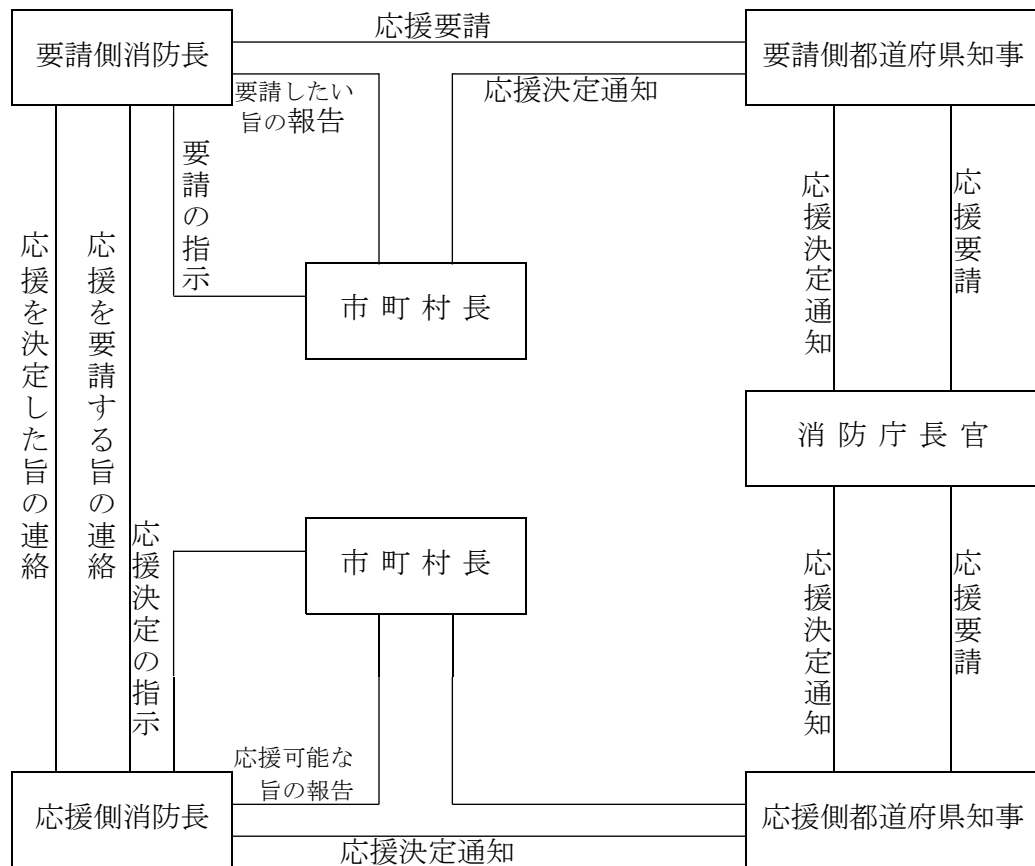 応援要請
要請側消防長
要請側都道府県知事
要請したい
旨の報告
応援決定通知
要請の指示
応援決定通知
応援要請
応援を決定した旨の連絡
応援を要請する旨の連絡
市町村長
消防庁長官
市町村長
応援決定の指示
応援決定通知
応援要請
応援可能な
旨の報告
応援側消防長
応援側都道府県知事
応援決定通知